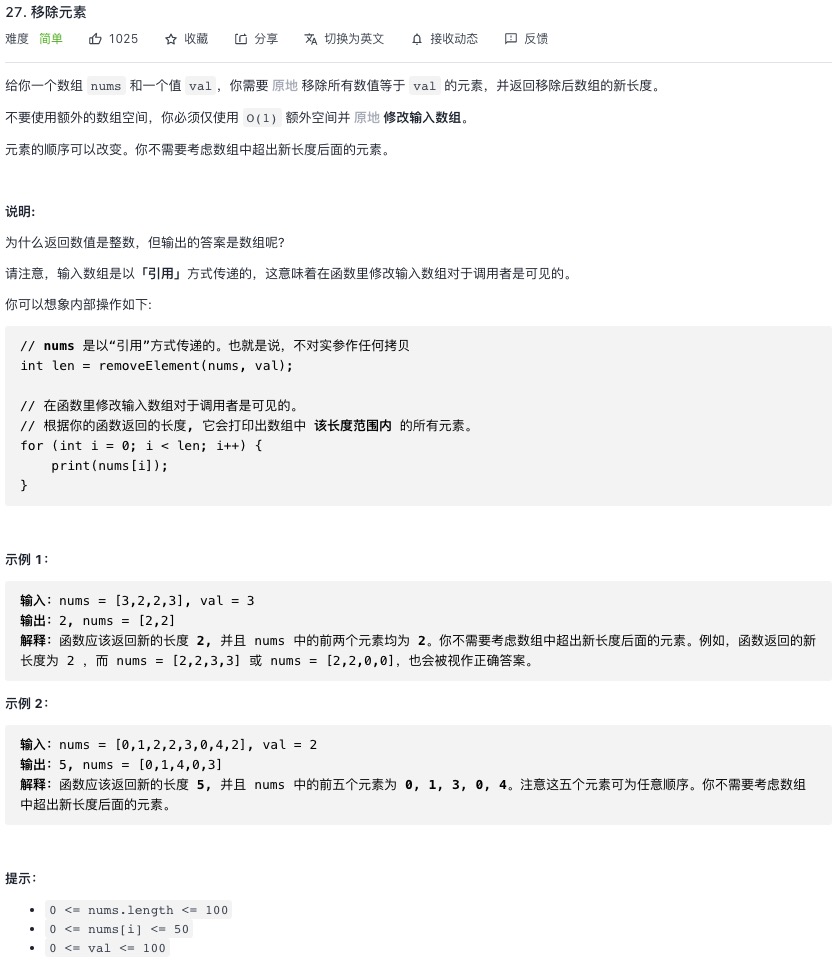 27. 移除元素
难度 简单 1025 收藏 分享 切换为英文 接收动态 反馈
给你一个数组 nums 和一个值 val，你需要 原地 移除所有数值等于 val 的元素，并返回移除后数组的新长度。
不要使用额外的数组空间，你必须仅使用 O(1) 额外空间并 原地 修改输入数组。
元素的顺序可以改变。你不需要考虑数组中超出新长度后面的元素。
说明:
为什么返回数值是整数，但输出的答案是数组呢?
请注意，输入数组是以「引用」方式传递的，这意味着在函数里修改输入数组对于调用者是可见的。
你可以想象内部操作如下:
// nums 是以“引用”方式传递的。也就是说，不对实参作任何拷贝
int len = removeElement(nums, val);
// 在函数里修改输入数组对于调用者是可见的。
// 根据你的函数返回的长度, 它会打印出数组中 该长度范围内 的所有元素。
for (int i = 0; i < len; i++) {
    print(nums[i]);
}
示例 1：
输入：nums = [3,2,2,3], val = 3
输出：2, nums = [2,2]
解释：函数应该返回新的长度 2, 并且 nums 中的前两个元素均为 2。你不需要考虑数组中超出新长度后面的元素。例如，函数返回的新
长度为 2 ，而 nums = [2,2,3,3] 或 nums = [2,2,0,0]，也会被视作正确答案。
示例 2：
输入：nums = [0,1,2,2,3,0,4,2], val = 2
输出：5, nums = [0,1,4,0,3]
解释：函数应该返回新的长度 5, 并且 nums 中的前五个元素为 0, 1, 3, 0, 4。注意这五个元素可为任意顺序。你不需要考虑数组
中超出新长度后面的元素。
提示：
• 0 <= nums.length <= 100
• 0 <= nums[i] <= 50
• 0 <= val <= 100